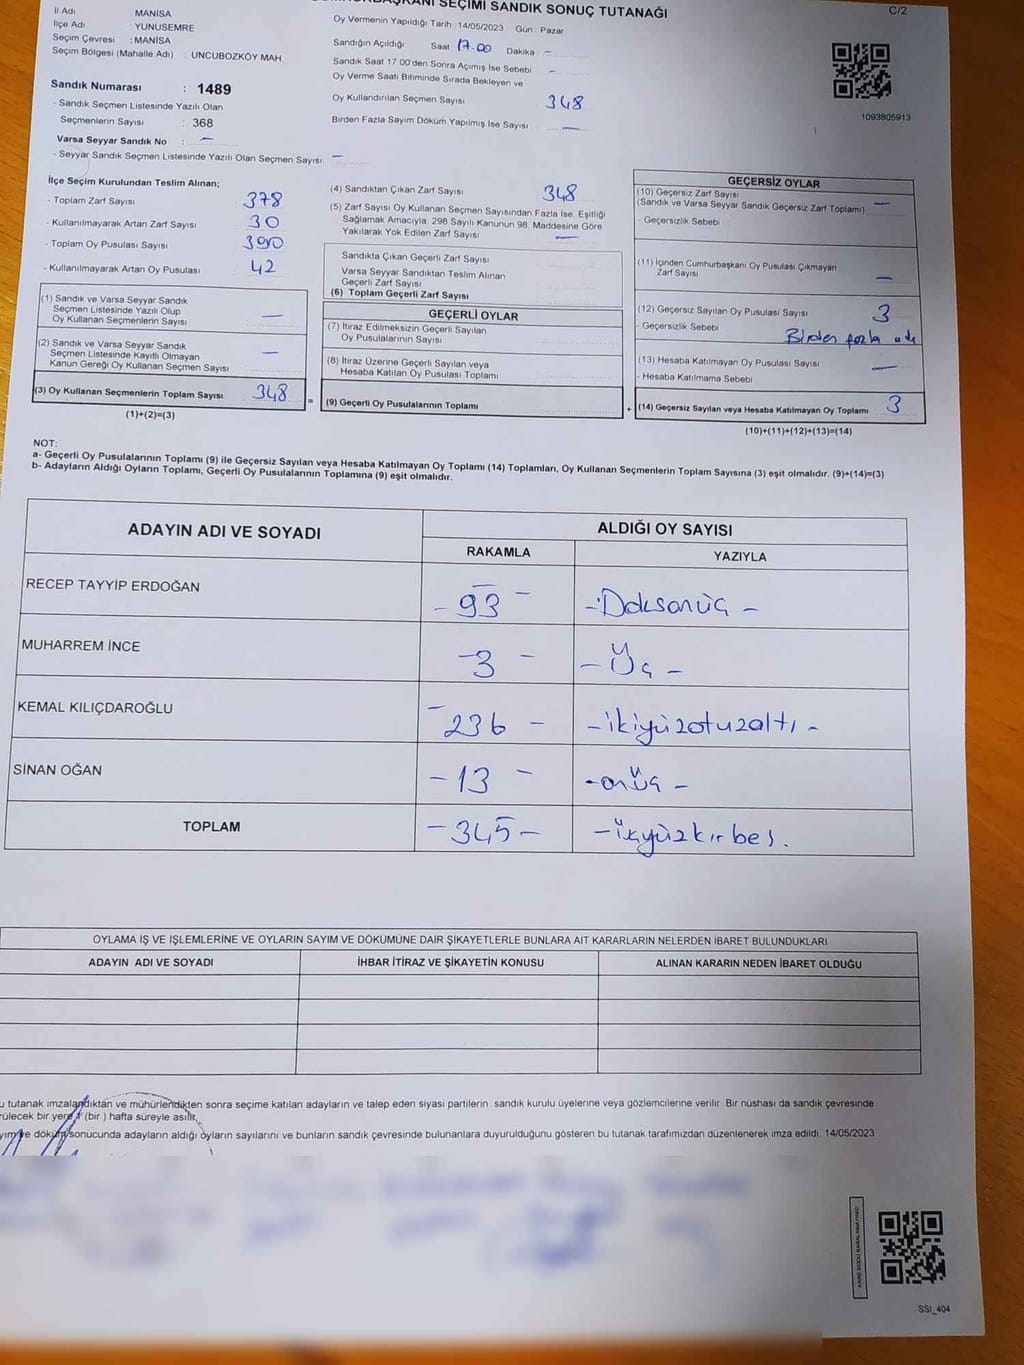 SEÇİMİ SANDIK SONUÇ TUTANAĞI
C/2
İl Adı : MANİSA
İlçe Adı : YUNUSEMRE
Seçim Çevresi : MANİSA
Seçim Bölgesi (Mahalle Adı) : UNCUBOZKÖY MAH.
Oy Vermenin Yapıldığı Tarih : 14/05/2023 Gün : Pazar
Sandığın Açıldığı Saat 17.00 Dakika –
Sandık Saat 17:00'den Sonra Açılmış İse Sebebi –
Oy Verme Saati Bitiminde Sırada Bekleyen ve
Oy Kullandırılan Seçmen Sayısı 348
Birden Fazla Sayım Döküm Yapılmış İse Sayısı —
1093805913
Sandık Numarası : 1489
- Sandık Seçmen Listesinde Yazılı Olan
Seçmenlerin Sayısı : 368
Varsa Seyyar Sandık No : –
- Seyyar Sandık Seçmen Listesinde Yazılı Olan Seçmen Sayısı: –
İlçe Seçim Kurulundan Teslim Alınan;
- Toplam Zarf Sayısı 378
- Kullanılmayarak Artan Zarf Sayısı 30
- Toplam Oy Pusulası Sayısı 390
- Kullanılmayarak Artan Oy Pusulası 42
(1) Sandık ve Varsa Seyyar Sandık
Seçmen Listesinde Yazılı Olup
Oy Kullanan Seçmenlerin Sayısı —
(2) Sandık ve Varsa Seyyar Sandık
Seçmen Listesinde Kayıtlı Olmayan
Kanun Gereği Oy Kullanan Seçmen Sayısı —
(3) Oy Kullanan Seçmenlerin Toplam Sayısı 348 =
(1)+(2)=(3)
(4) Sandıktan Çıkan Zarf Sayısı 348
(5) Zarf Sayısı Oy Kullanan Seçmen Sayısından Fazla İse, Eşitliği
Sağlamak Amacıyla; 298 Sayılı Kanunun 98. Maddesine Göre
Yakılarak Yok Edilen Zarf Sayısı —
Sandıkta Çıkan Geçerli Zarf Sayısı
Varsa Seyyar Sandıktan Teslim Alınan
Geçerli Zarf Sayısı
(6) Toplam Geçerli Zarf Sayısı
GEÇERLİ OYLAR
(7) İtiraz Edilmeksizin Geçerli Sayılan
Oy Pusulalarının Sayısı
(8) İtiraz Üzerine Geçerli Sayılan veya
Hesaba Katılan Oy Pusulası Toplamı
(9) Geçerli Oy Pusulalarının Toplamı +
GEÇERSİZ OYLAR
(10) Geçersiz Zarf Sayısı
(Sandık ve Varsa Seyyar Sandık Geçersiz Zarf Toplamı) —
- Geçersizlik Sebebi
(11) İçinden Cumhurbaşkanı Oy Pusulası Çıkmayan
Zarf Sayısı —
(12) Geçersiz Sayılan Oy Pusulası Sayısı 3
- Geçersizlik Sebebi Birden fazla
(13) Hesaba Katılmayan Oy Pusulası Sayısı —
- Hesaba Katılmama Sebebi
(14) Geçersiz Sayılan veya Hesaba Katılmayan Oy Toplamı 3
(10)+(11)+(12)+(13)=(14)
NOT:
a- Geçerli Oy Pusulalarının Toplamı (9) ile Geçersiz Sayılan veya Hesaba Katılmayan Oy Toplamı (14) Toplamları, Oy Kullanan Seçmenlerin Toplam Sayısına (3) eşit olmalıdır. (9)+(14)=(3)
b- Adayların Aldığı Oyların Toplamı, Geçerli Oy Pusulalarının Toplamına (9) eşit olmalıdır.
ADAYIN ADI VE SOYADI
ALDIĞI OY SAYISI
RAKAMLA YAZIYLA
RECEP TAYYİP ERDOĞAN - 93 - - Doksanüç -
MUHARREM İNCE - 3 - - Üç -
KEMAL KILIÇDAROĞLU - 236 - - ikiyüzotuzaltı -
SİNAN OĞAN - 13 - - onüç -
TOPLAM - 345 - - üçyüzkırbeş.
OYLAMA İŞ VE İŞLEMLERİNE VE OYLARIN SAYIM VE DÖKÜMÜNE DAİR ŞİKAYETLERLE BUNLARA AİT KARARLARIN NELERDEN İBARET BULUNDUKLARI
ADAYIN ADI VE SOYADI İHBAR İTİRAZ VE ŞİKAYETİN KONUSU ALINAN KARARIN NEDEN İBARET OLDUĞU
u tutanak imzalandıktan ve mühürlendikten sonra seçime katılan adayların ve talep eden siyasi partilerin sandık kurulu üyelerine veya gözlemcilerine verilir. Bir nüshası da sandık çevresinde
rülecek bir yere 1 (bir) hafta süreyle asılır.
yım ve döküm sonucunda adayların aldığı oyların sayılarını ve bunların sandık çevresinde bulunanlara duyurulduğunu gösteren bu tutanak tarafımızdan düzenlenerek imza edildi. 14/05/2023
KARE KODU KARALAMAYINIZ!
SSI_404